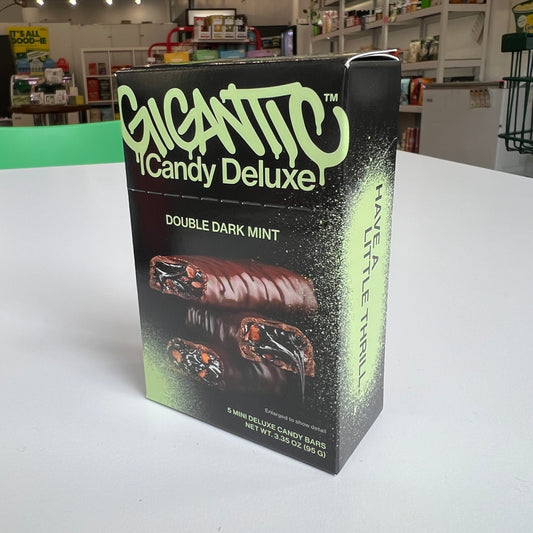 IT'S ALL
GOOD-IE
GIGANTIC™
Candy Deluxe
DOUBLE DARK MINT
Enlarged to show detail
5 MINI DELUXE CANDY BARS
NET WT. 3.35 OZ (95 G)
HAVE A
LITTLE THRILL.